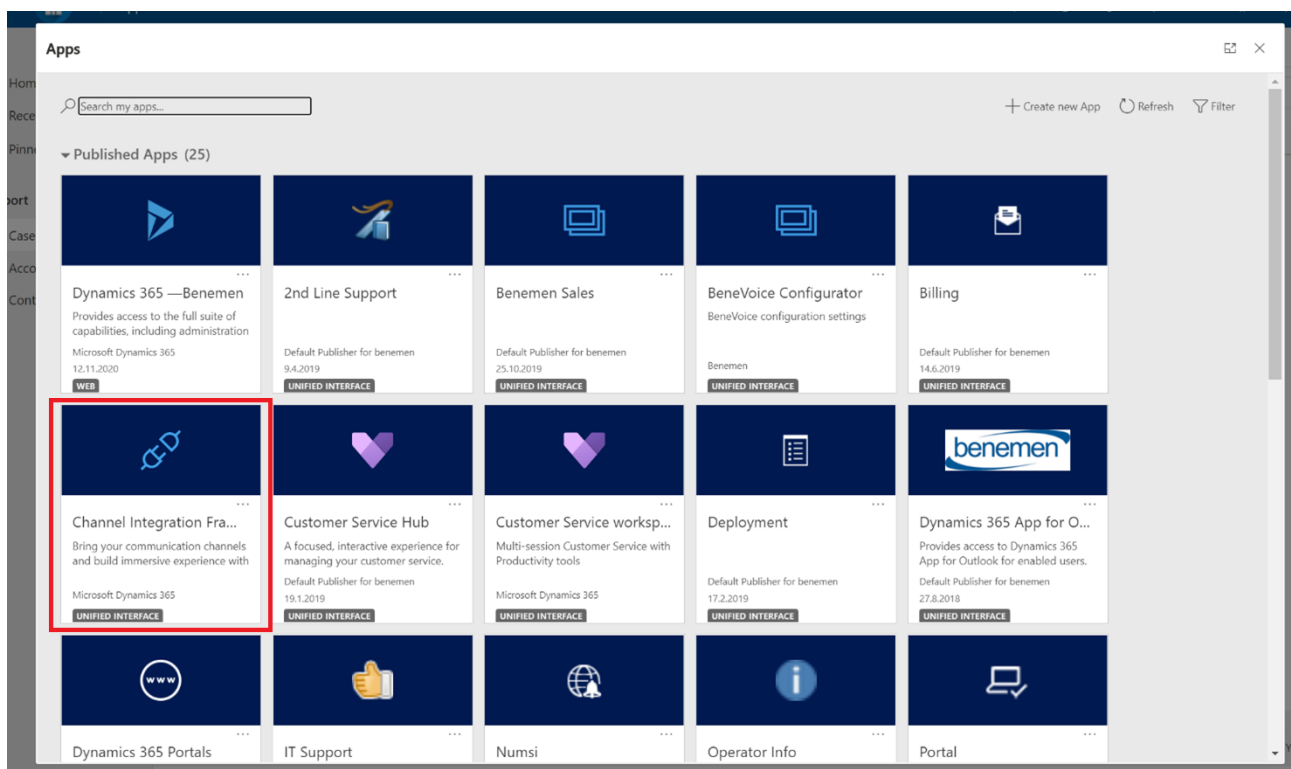 Apps
Search my apps...
Create new App
Refresh
Filter
Hom
Rece
Pinn
port
Case
Acco
Cont
Published Apps (25)
Dynamics 365 —Benemen
Provides access to the full suite of
capabilities, including administration
Microsoft Dynamics 365
12.11.2020
WEB
2nd Line Support
Default Publisher for benemen
9.4.2019
UNIFIED INTERFACE
Benemen Sales
Default Publisher for benemen
25.10.2019
UNIFIED INTERFACE
BeneVoice Configurator
BeneVoice configuration settings
Benemen
UNIFIED INTERFACE
Billing
Default Publisher for benemen
14.6.2019
UNIFIED INTERFACE
Channel Integration Fra...
Bring your communication channels
and build immersive experience with
Microsoft Dynamics 365
UNIFIED INTERFACE
Customer Service Hub
A focused, interactive experience for
managing your customer service.
Default Publisher for benemen
19.1.2019
UNIFIED INTERFACE
Customer Service worksp...
Multi-session Customer Service with
Productivity tools
Microsoft Dynamics 365
UNIFIED INTERFACE
Deployment
Default Publisher for benemen
17.2.2019
UNIFIED INTERFACE
benemen
Dynamics 365 App for O...
Provides access to Dynamics 365
App for Outlook for enabled users.
Default Publisher for benemen
27.8.2018
UNIFIED INTERFACE
www
Dynamics 365 Portals
IT Support
Numsi
Operator Info
Portal